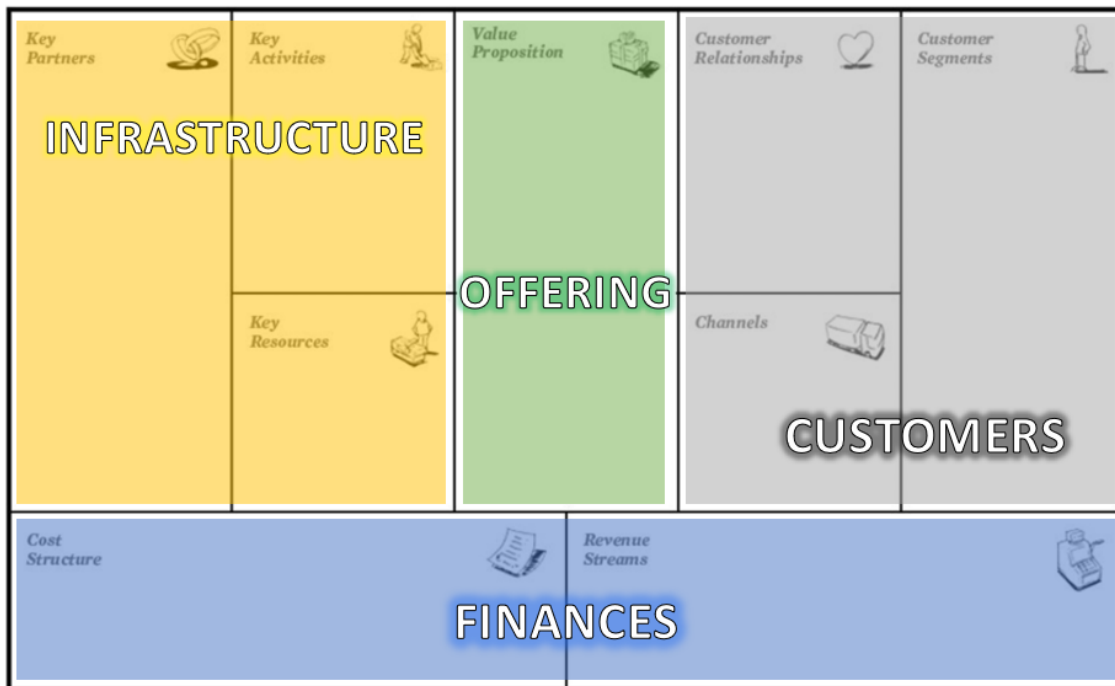 Key
Partners
Key
Activities
Value
Proposition
Customer
Relationships
Customer
Segments
INFRASTRUCTURE
OFFERING
Key
Resources
Channels
CUSTOMERS
Cost
Structure
Revenue
Streams
FINANCES